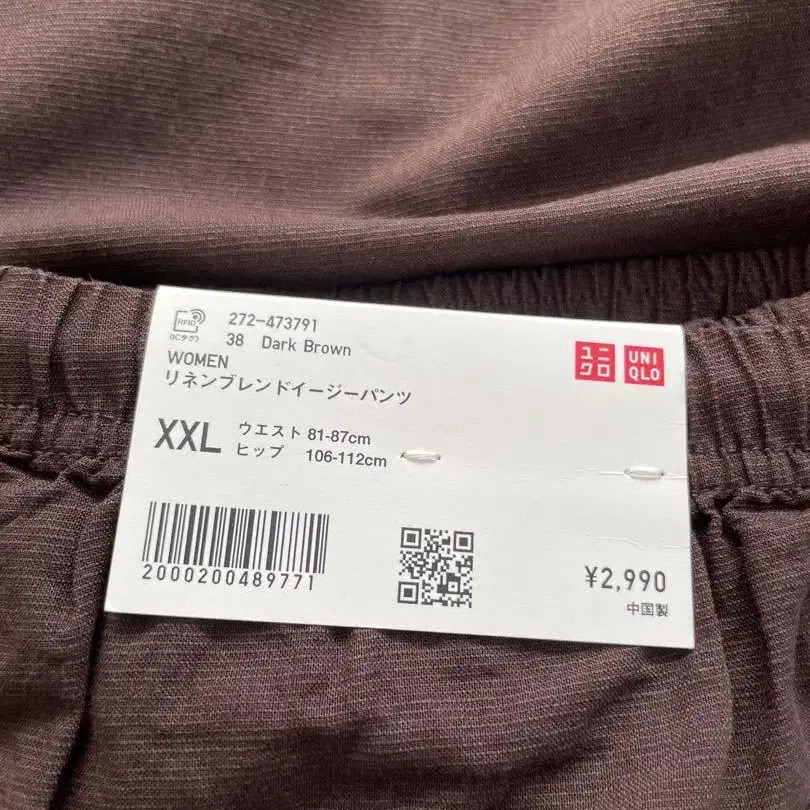 RFID
(ICタグ)
272-473791
38 Dark Brown
WOMEN
リネンブレンドイージーパンツ
ユニクロ
UNIQLO
XXL
ウエスト 81-87cm
ヒップ 106-112cm
2000200489771
¥2,990
中国製